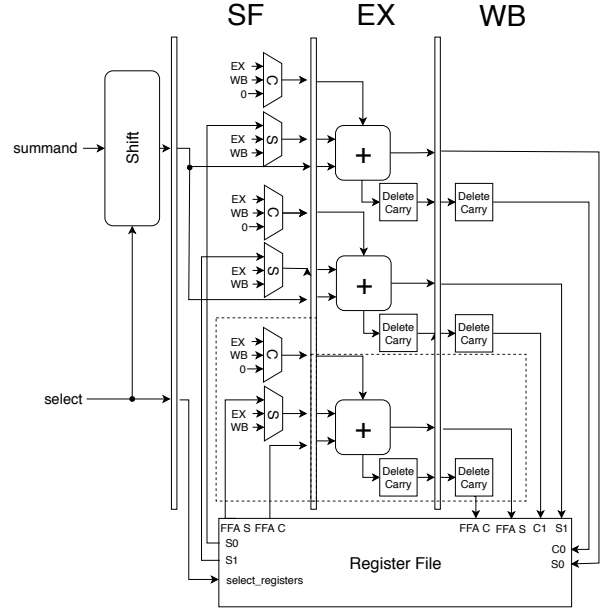 SF
EX
WB
EX
WB
0
C
summand
Shift
S
EX
WB
+
Delete
Carry
Delete
Carry
EX
WB
0
C
S
EX
WB
+
Delete
Carry
Delete
Carry
EX
WB
0
C
select
S
EX
WB
+
Delete
Carry
Delete
Carry
FFA S
FFA C
FFA C
FFA S
C1
S1
S0
C0
S1
Register File
S0
select_registers